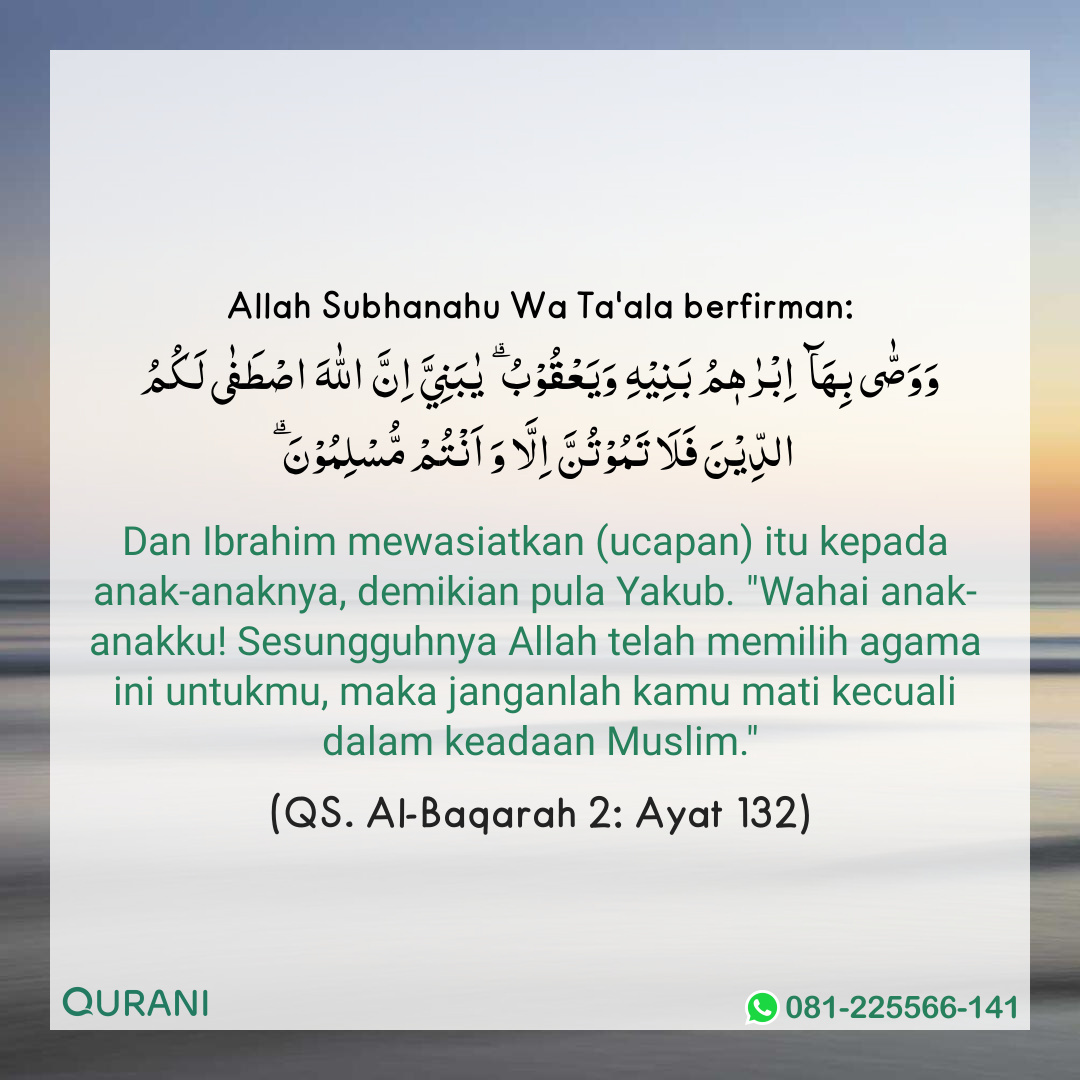 Allah Subhanahu Wa Ta'ala berfirman:
وَوَصّٰى بِهَآ اِبْرٰهٖمُ بَنِيْهِ وَيَعْقُوْبُۗ يٰبَنِيَّ اِنَّ اللّٰهَ اصْطَفٰى لَكُمُ
الدِّيْنَ فَلَا تَمُوْتُنَّ اِلَّا وَاَنْتُمْ مُّسْلِمُوْنَۗ
Dan Ibrahim mewasiatkan (ucapan) itu kepada
anak-anaknya, demikian pula Yakub. "Wahai anak-
anakku! Sesungguhnya Allah telah memilih agama
ini untukmu, maka janganlah kamu mati kecuali
dalam keadaan Muslim."
(QS. Al-Baqarah 2: Ayat 132)
QURANI
081-225566-141